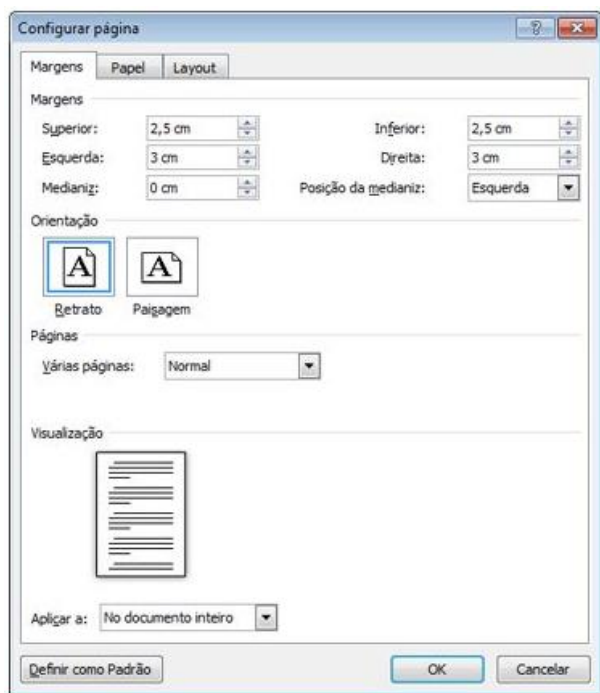 Configurar página
Margens Papel Layout
Margens
Superior: 2,5 cm Inferior: 2,5 cm
Esquerda: 3 cm Direita: 3 cm
Medianiz: 0 cm Posição da medianiz: Esquerda
Orientação
A A
Retrato Paisagem
Páginas
Várias páginas: Normal
Visualização
Aplicar a: No documento inteiro
Definir como Padrão OK Cancelar